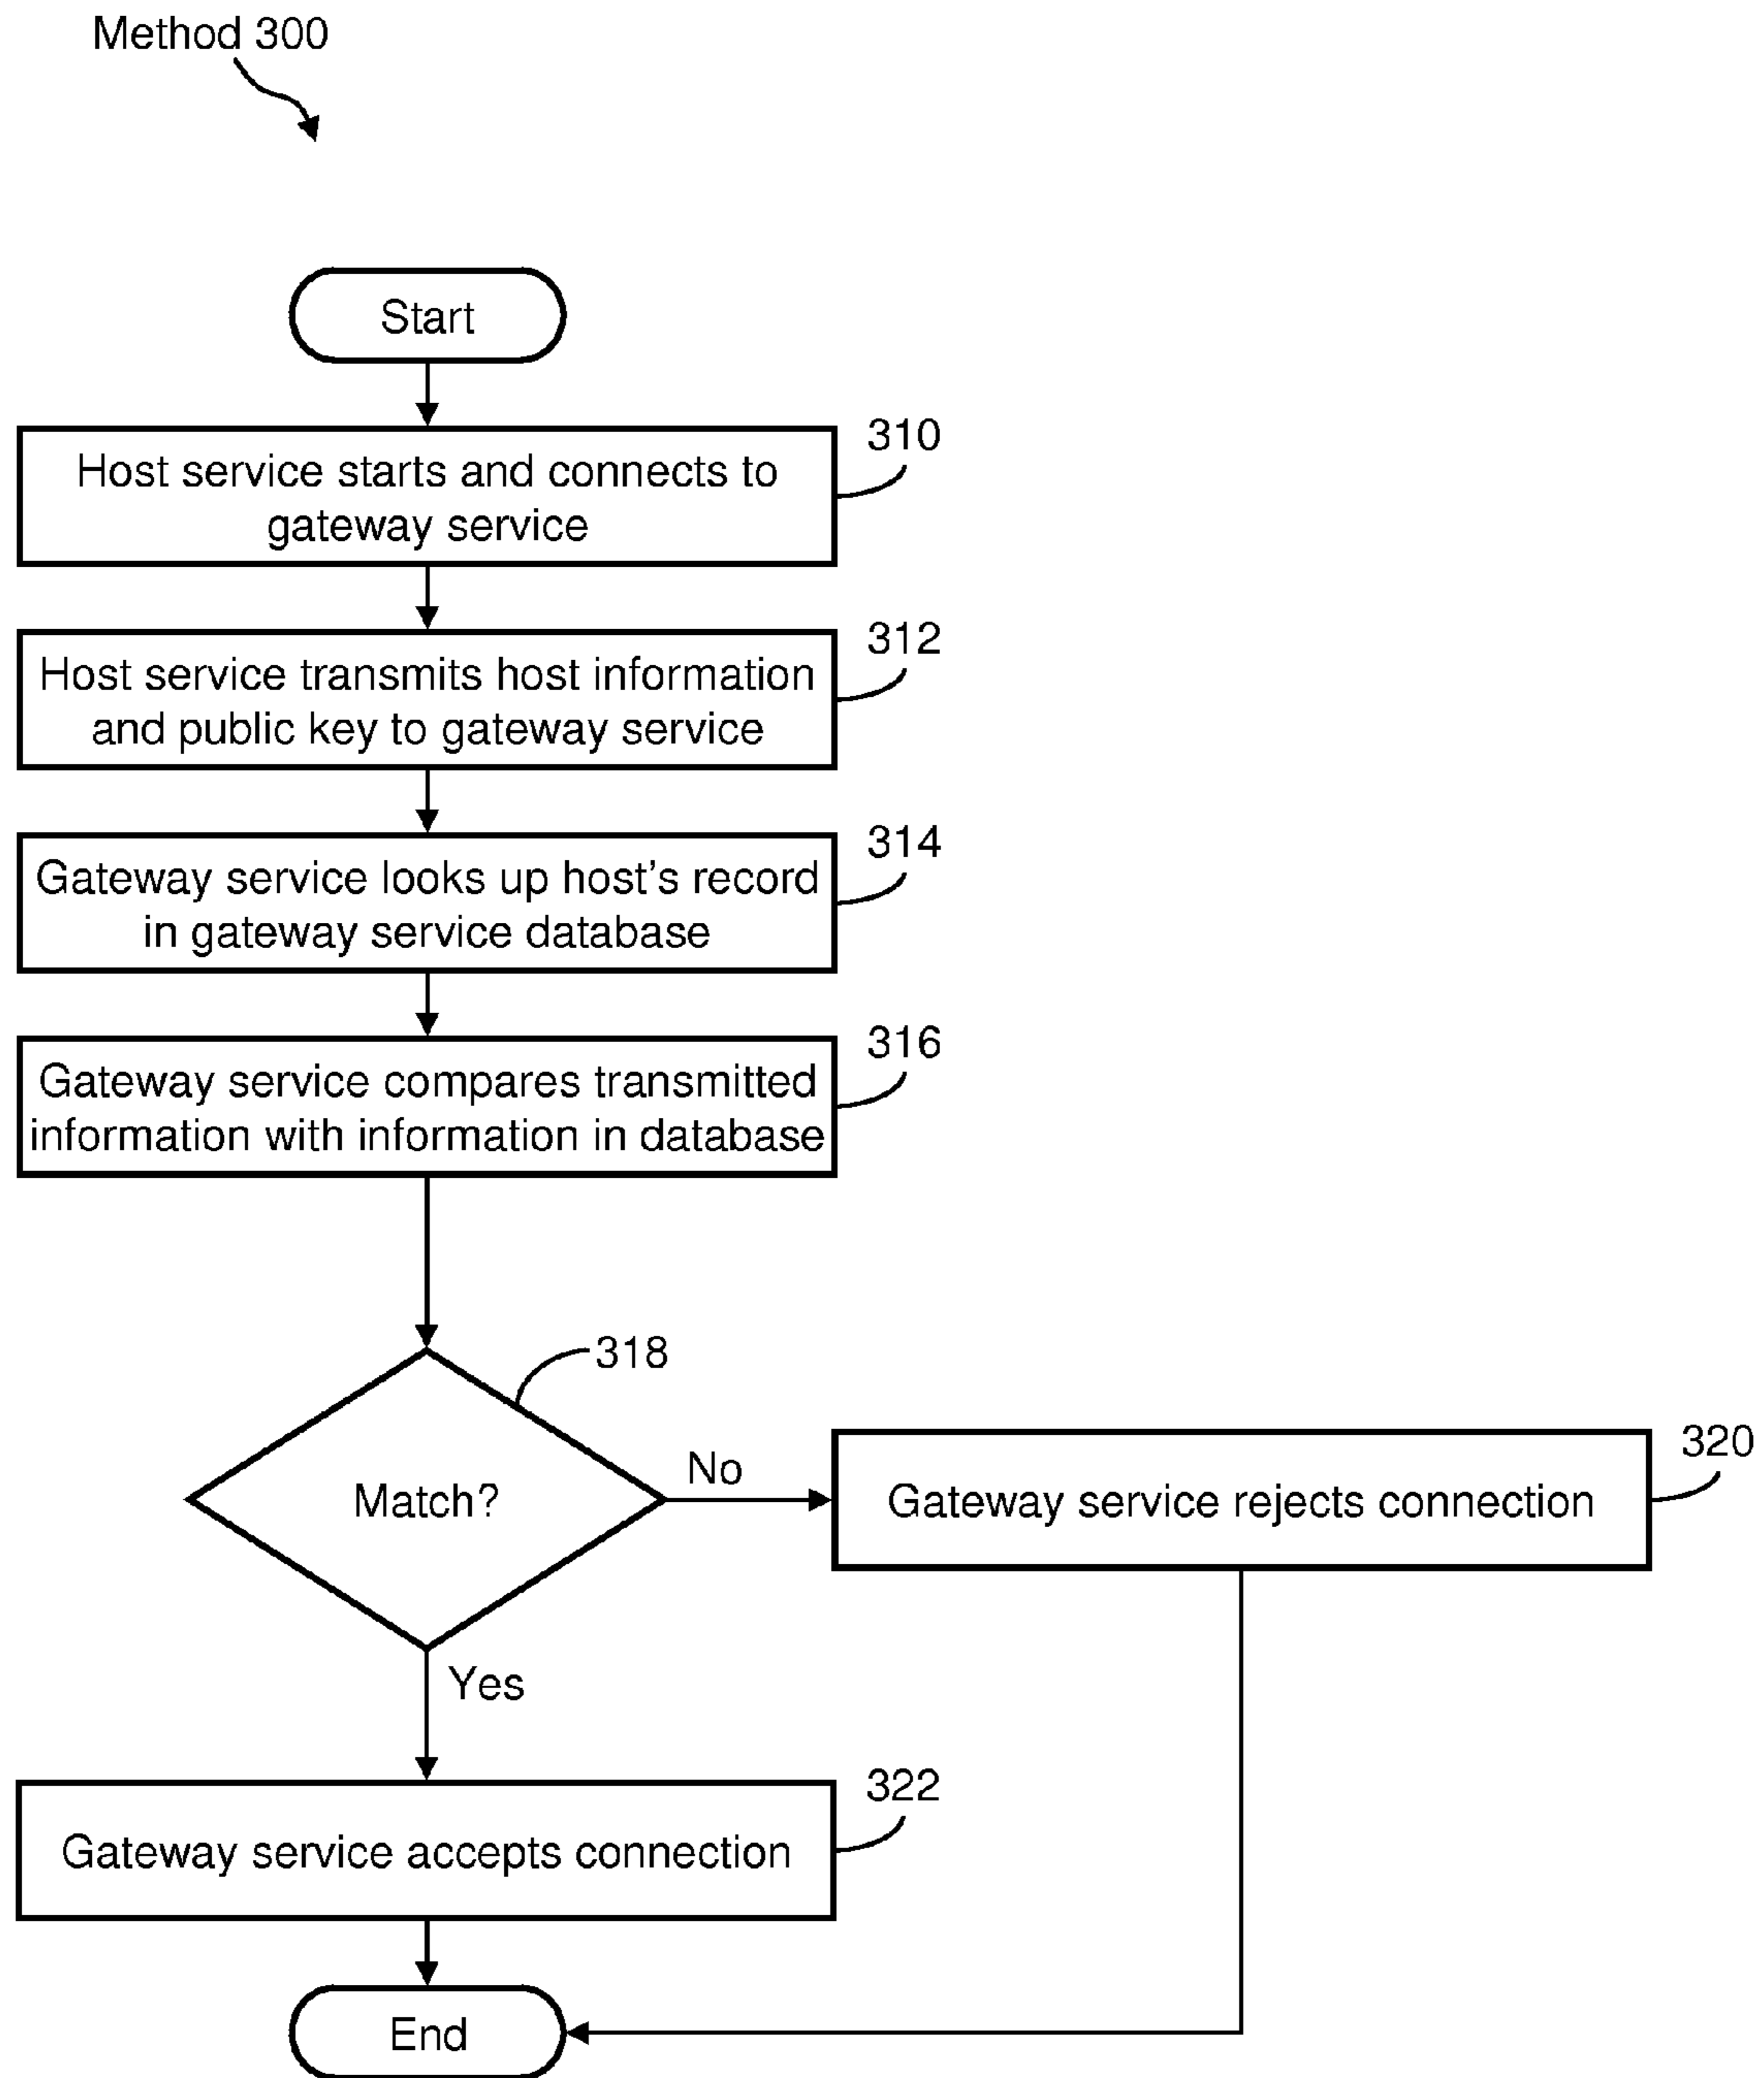 Method 300
Start
310
Host service starts and connects to
gateway service
312
Host service transmits host information
and public key to gateway service
314
Gateway service looks up host's record
in gateway service database
316
Gateway service compares transmitted
information with information in database
318
Match?
No
320
Gateway service rejects connection
Yes
322
Gateway service accepts connection
End